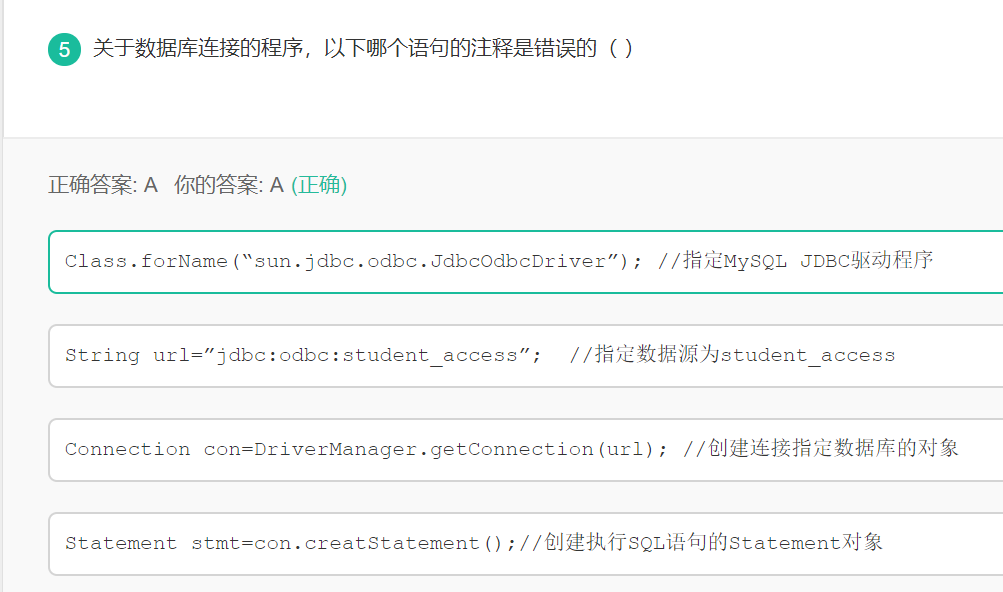 5 关于数据库连接的程序，以下哪个语句的注释是错误的（ ）
正确答案: A 你的答案: A (正确)
Class.forName(“sun.jdbc.odbc.JdbcOdbcDriver”); //指定MySQL JDBC驱动程序
String url=”jdbc:odbc:student_access”; //指定数据源为student_access
Connection con=DriverManager.getConnection(url); //创建连接指定数据库的对象
Statement stmt=con.creatStatement();//创建执行SQL语句的Statement对象